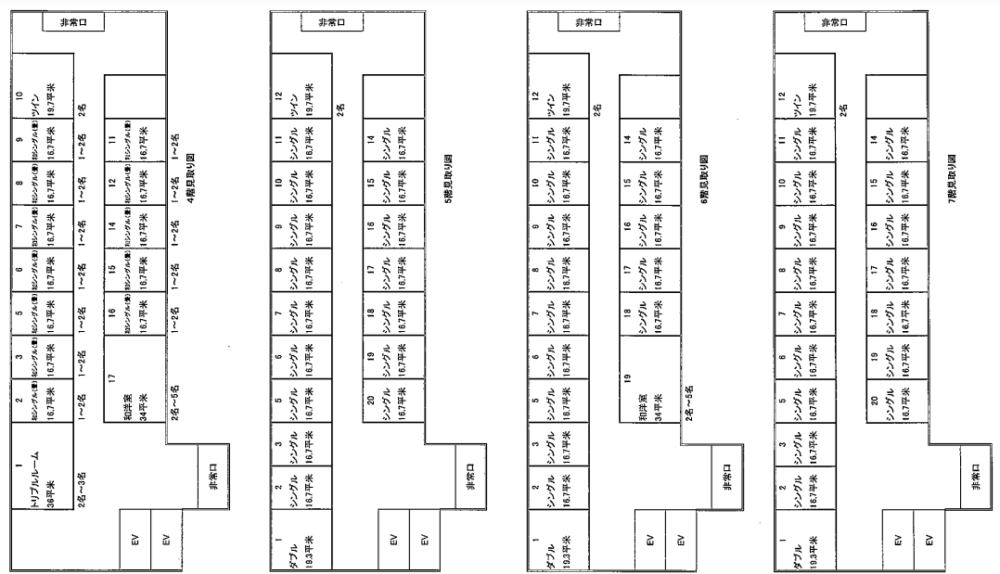 1
トリプルルーム
36平米
2名～3名
2
和シングル(畳)
16.7平米
1～2名
3
和シングル(畳)
16.7平米
1～2名
5
和シングル(畳)
16.7平米
1～2名
6
和シングル(畳)
16.7平米
1～2名
7
和シングル(畳)
16.7平米
1～2名
8
和シングル(畳)
16.7平米
1～2名
9
和シングル(畳)
16.7平米
1～2名
10
ツイン
19.7平米
2名
非常口
17
和洋室
34平米
2名～5名
16
和シングル(畳)
16.7平米
1～2名
15
和シングル(畳)
16.7平米
1～2名
14
和シングル(畳)
16.7平米
1～2名
12
和シングル(畳)
16.7平米
1～2名
11
和シングル(畳)
16.7平米
1～2名
EV
EV
非常口
4階見取り図
1
ダブル
19.3平米
2
シングル
16.7平米
3
シングル
16.7平米
5
シングル
16.7平米
6
シングル
16.7平米
7
シングル
16.7平米
8
シングル
16.7平米
9
シングル
16.7平米
10
シングル
16.7平米
11
シングル
16.7平米
12
ツイン
19.7平米
2名
非常口
20
シングル
16.7平米
19
シングル
16.7平米
18
シングル
16.7平米
17
シングル
16.7平米
16
シングル
16.7平米
15
シングル
16.7平米
14
シングル
16.7平米
EV
EV
非常口
5階見取り図
1
ダブル
19.3平米
2
シングル
16.7平米
3
シングル
16.7平米
5
シングル
16.7平米
6
シングル
16.7平米
7
シングル
16.7平米
8
シングル
16.7平米
9
シングル
16.7平米
10
シングル
16.7平米
11
シングル
16.7平米
12
ツイン
19.7平米
2名
非常口
19
和洋室
34平米
2名～5名
18
シングル
16.7平米
17
シングル
16.7平米
16
シングル
16.7平米
15
シングル
16.7平米
14
シングル
16.7平米
EV
EV
非常口
6階見取り図
1
ダブル
19.3平米
2
シングル
16.7平米
3
シングル
16.7平米
5
シングル
16.7平米
6
シングル
16.7平米
7
シングル
16.7平米
8
シングル
16.7平米
9
シングル
16.7平米
10
シングル
16.7平米
11
シングル
16.7平米
12
ツイン
19.7平米
2名
非常口
20
シングル
16.7平米
19
シングル
16.7平米
18
シングル
16.7平米
17
シングル
16.7平米
16
シングル
16.7平米
15
シングル
16.7平米
14
シングル
16.7平米
EV
EV
非常口
7階見取り図